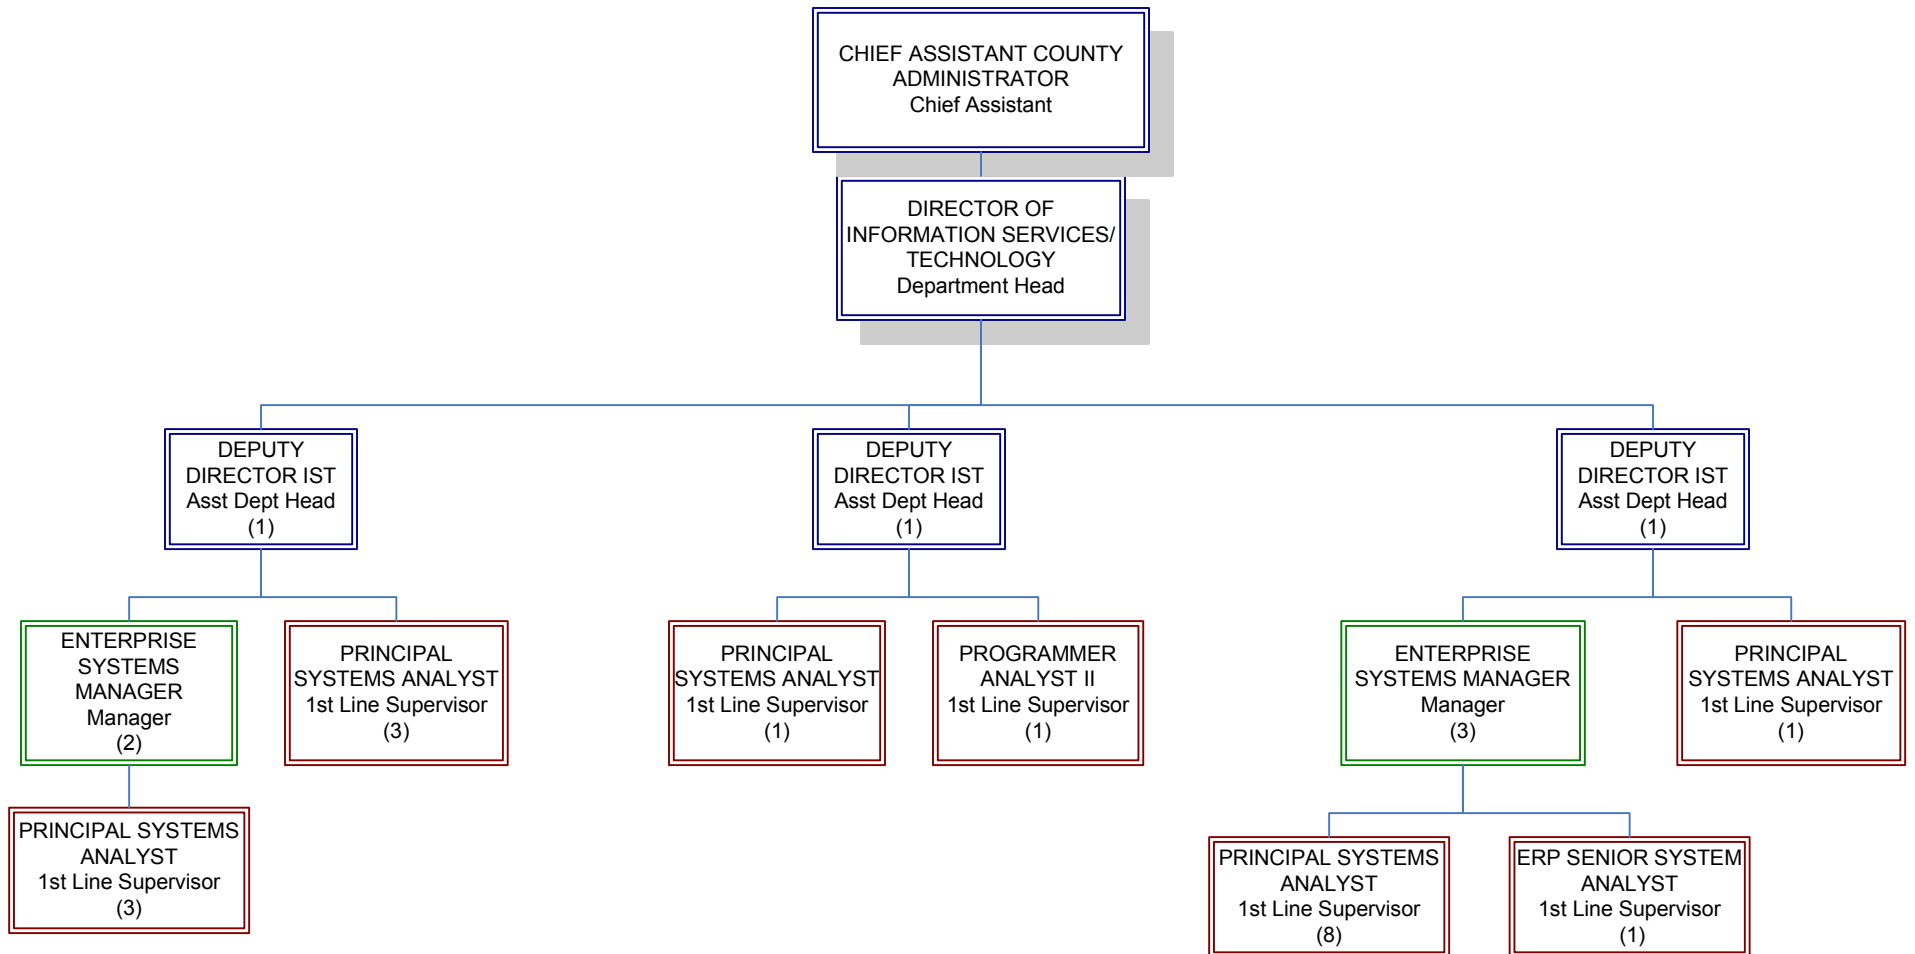 CHIEF ASSISTANT COUNTY
ADMINISTRATOR
Chief Assistant
DIRECTOR OF
INFORMATION SERVICES/
TECHNOLOGY
Department Head
DEPUTY
DIRECTOR IST
Asst Dept Head
(1)
DEPUTY
DIRECTOR IST
Asst Dept Head
(1)
DEPUTY
DIRECTOR IST
Asst Dept Head
(1)
ENTERPRISE
SYSTEMS
MANAGER
Manager
(2)
PRINCIPAL
SYSTEMS ANALYST
1st Line Supervisor
(3)
PRINCIPAL
SYSTEMS ANALYST
1st Line Supervisor
(1)
PROGRAMMER
ANALYST II
1st Line Supervisor
(1)
ENTERPRISE
SYSTEMS MANAGER
Manager
(3)
PRINCIPAL
SYSTEMS ANALYST
1st Line Supervisor
(1)
PRINCIPAL SYSTEMS
ANALYST
1st Line Supervisor
(3)
PRINCIPAL SYSTEMS
ANALYST
1st Line Supervisor
(8)
ERP SENIOR SYSTEM
ANALYST
1st Line Supervisor
(1)